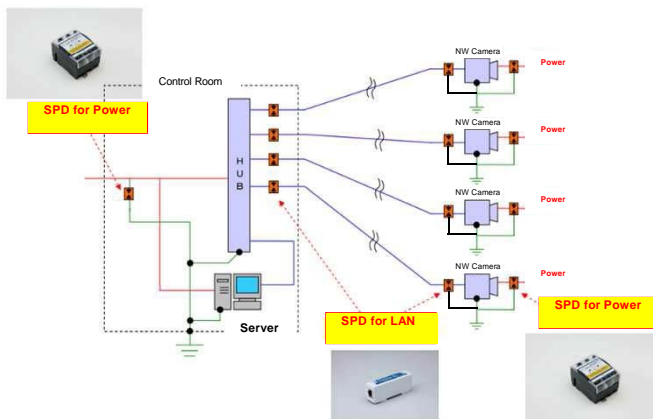 NW Camera
Power
Control Room
SPD for Power
H
U
B
NW Camera
Power
NW Camera
Power
NW Camera
Power
Server
SPD for LAN
SPD for Power